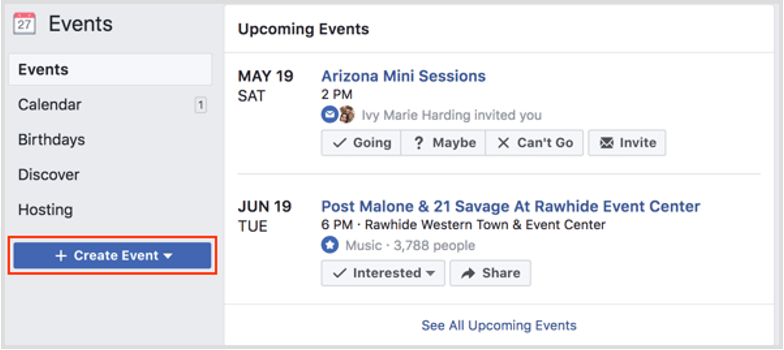 27
Events
Events
Calendar 1
Birthdays
Discover
Hosting
+ Create Event
Upcoming Events
MAY 19
SAT
Arizona Mini Sessions
2 PM
Ivy Marie Harding invited you
Going ? Maybe Can't Go Invite
JUN 19
TUE
Post Malone & 21 Savage At Rawhide Event Center
6 PM · Rawhide Western Town & Event Center
Music · 3,788 people
Interested Share
See All Upcoming Events